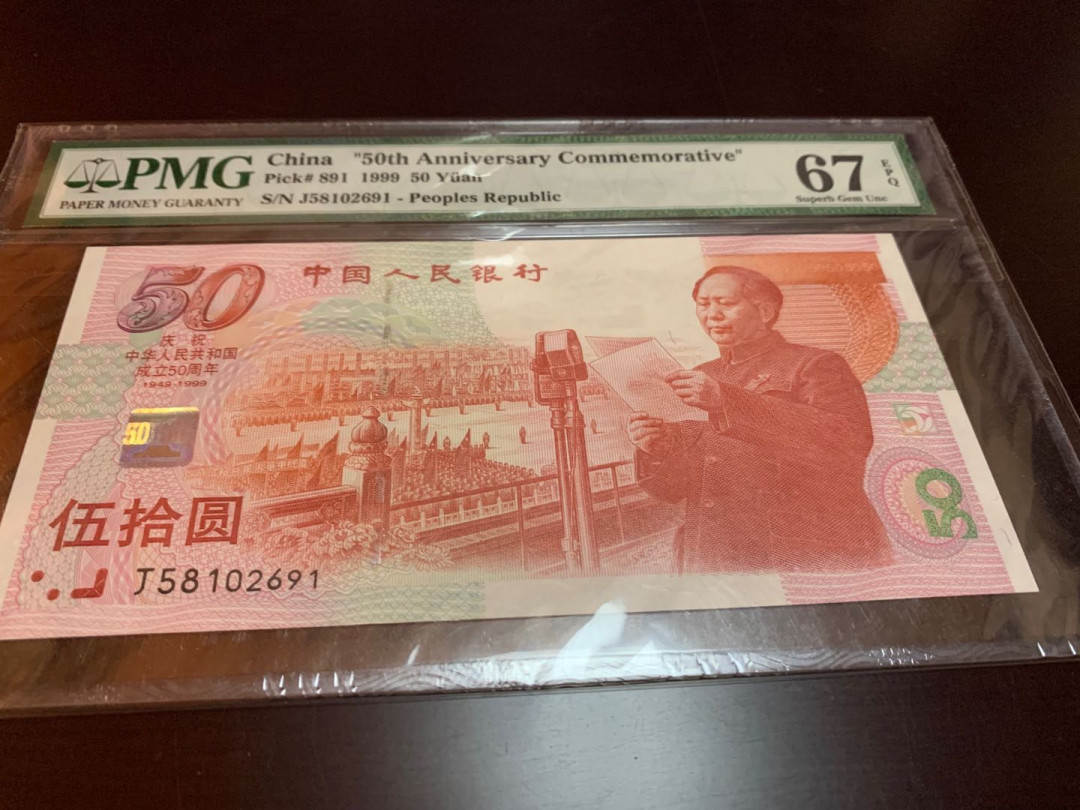 PMG
PAPER MONEY GUARANTY
China "50th Anniversary Commemorative"
Pick# 891 1999 50 Yüan
S/N J58102691 - Peoples Republic
67
EPQ
Superb Gem Unc
50
中国人民银行
庆祝
中华人民共和国
成立50周年
1949-1999
50
伍拾圆
J58102691
50